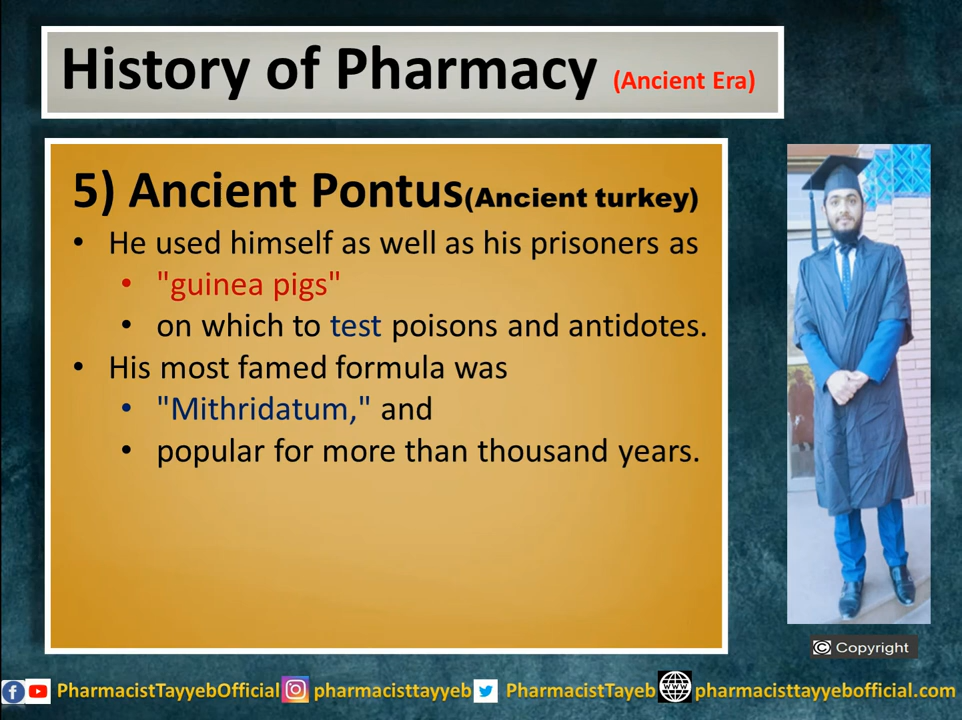 History of Pharmacy (Ancient Era)
5) Ancient Pontus(Ancient turkey)
• He used himself as well as his prisoners as
• "guinea pigs"
• on which to test poisons and antidotes.
• His most famed formula was
• "Mithridatum," and
• popular for more than thousand years.
© Copyright
PharmacistTayyebOfficial pharmacisttayyeb PharmacistTayeb WWW pharmacisttayyebofficial.com